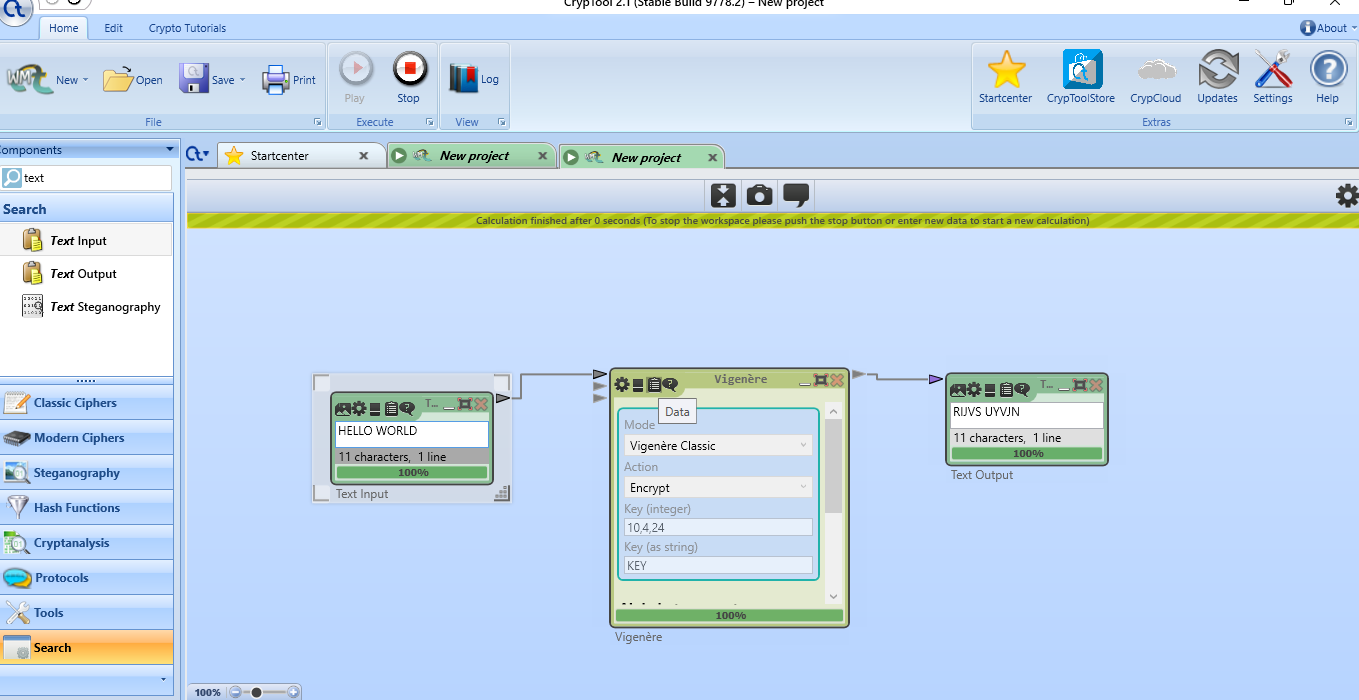 CrypTool 2.1 (Stable Build 9778.2) – New project
Home Edit Crypto Tutorials About
New Open Save Print Play Stop Log Startcenter CrypToolStore CrypCloud Updates Settings Help
File Execute View Extras
Components
Startcenter New project New project
text
Search
Calculation finished after 0 seconds (To stop the workspace please push the stop button or enter new data to start a new calculation)
Text Input
Text Output
Text Steganography
Classic Ciphers
Modern Ciphers
Steganography
Hash Functions
Cryptanalysis
Protocols
Tools
Search
T...
HELLO WORLD
11 characters, 1 line
100%
Text Input
Vigenère
Data
Mode
Vigenère Classic
Action
Encrypt
Key (integer)
10,4,24
Key (as string)
KEY
100%
Vigenère
T...
RIJVS UYVJN
11 characters, 1 line
100%
Text Output
100%